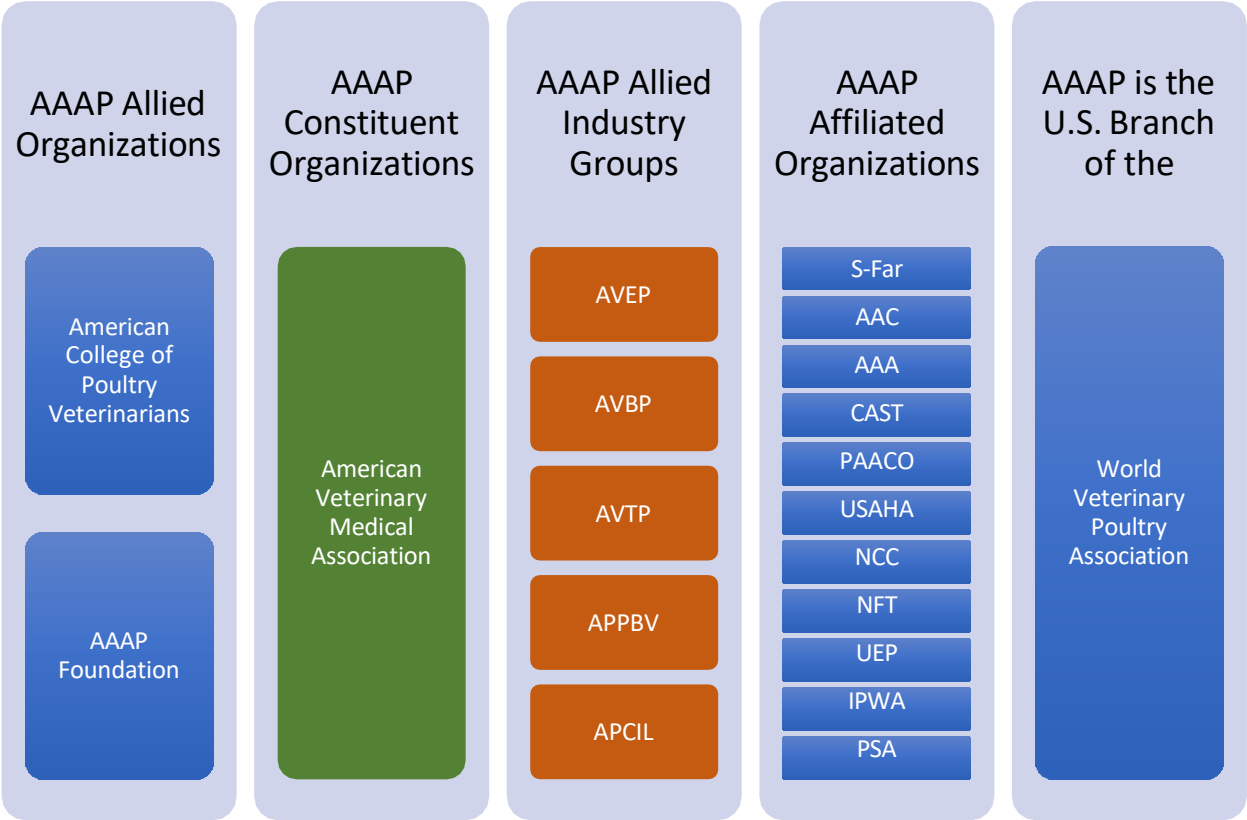 AAAP Allied
Organizations
American
College of
Poultry
Veterinarians
AAAP
Foundation
AAAP
Constituent
Organizations
American
Veterinary
Medical
Association
AAAP Allied
Industry
Groups
AVEP
AVBP
AVTP
APPBV
APCIL
AAAP
Affiliated
Organizations
S-Far
AAC
AAA
CAST
PAACO
USAHA
NCC
NFT
UEP
IPWA
PSA
AAAP is the
U.S. Branch
of the
World
Veterinary
Poultry
Association